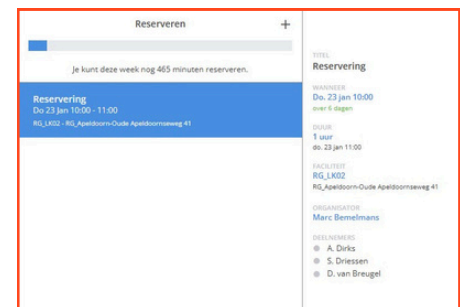 Reserveren +
Je kunt deze week nog 465 minuten reserveren.
Reservering
Do 23 Jan 10:00 - 11:00
RG_LK02 - RG_Apeldoorn-Oude Apeldoornseweg 41
TITEL
Reservering
WANNEER
Do. 23 jan 10:00
over 6 dagen
DUUR
1 uur
do. 23 jan 11:00
FACILITEIT
RG_LK02
RG_Apeldoorn-Oude Apeldoornseweg 41
ORGANISATOR
Marc Bemelmans
DEELNEMERS
A. Dirks
S. Driessen
D. van Breugel